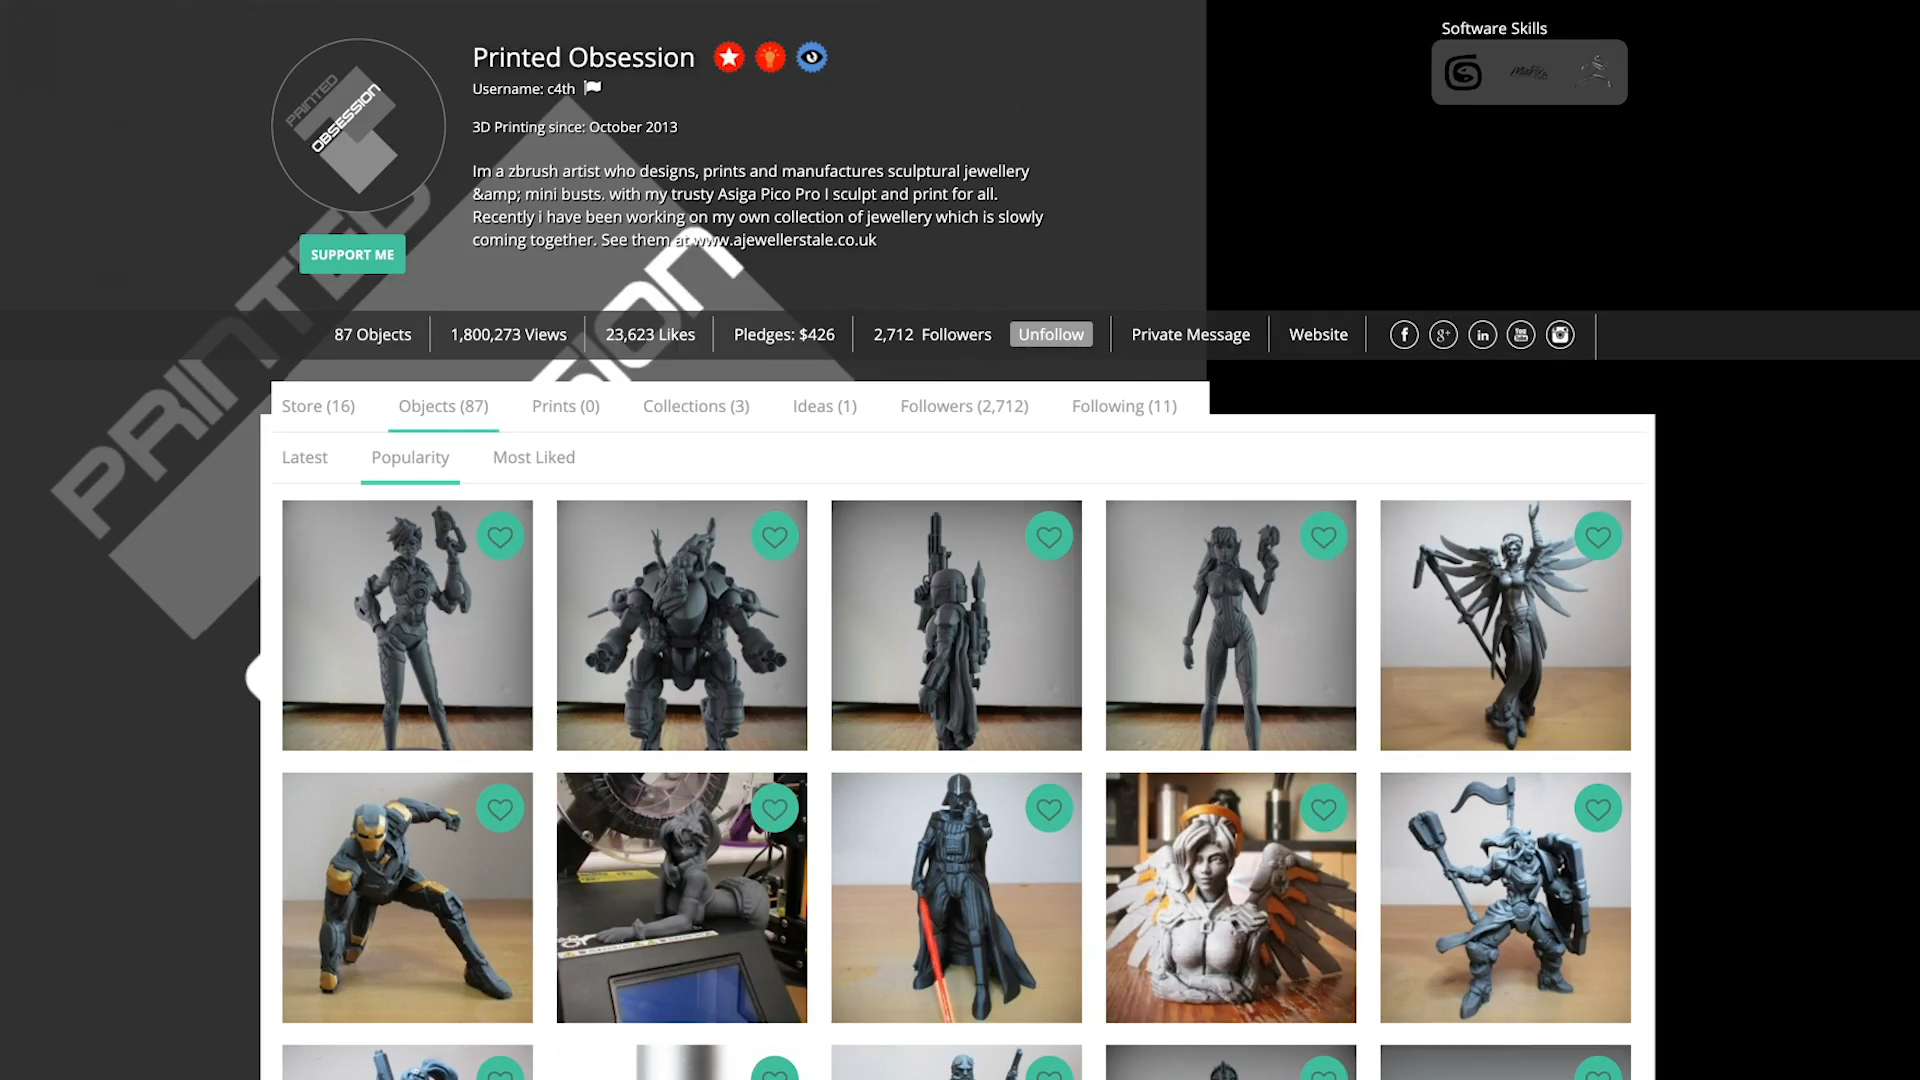 Software Skills
Printed Obsession
PRINTED
OBSESSION
Username: c4th
3D Printing since: October 2013
Im a zbrush artist who designs, prints and manufactures sculptural jewellery
&amp; mini busts. with my trusty Asiga Pico Pro I sculpt and print for all.
Recently i have been working on my own collection of jewellery which is slowly
coming together. See them at www.ajewellerstale.co.uk
SUPPORT ME
PRINTED
SION
87 Objects
1,800,273 Views
23,623 Likes
Pledges: $426
2,712 Followers
Unfollow
Private Message
Website
Store (16)
Objects (87)
Prints (0)
Collections (3)
Ideas (1)
Followers (2,712)
Following (11)
Latest
Popularity
Most Liked